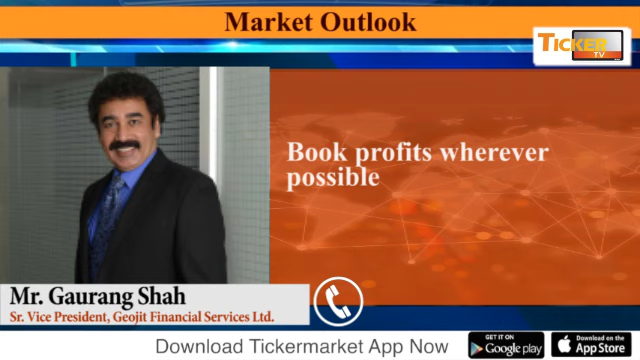 Market Outlook
TICKER
TV
Book profits wherever
possible
Mr. Gaurang Shah
Sr. Vice President, Geojit Financial Services Ltd.
Download Tickermarket App Now
GET IT ON
Google play
Download on the
App Store